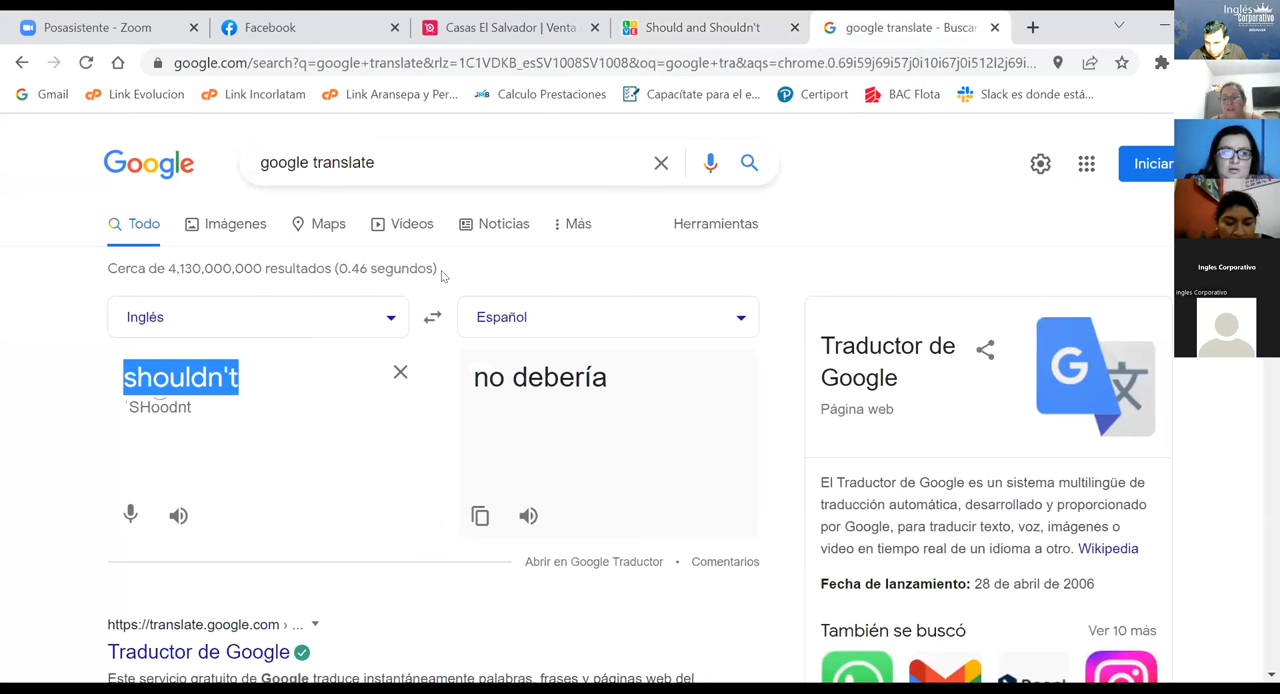 Posasistente - Zoom
Facebook
Casas El Salvador | Venta
Should and Shouldn't
google translate - Buscar
google.com/search?q=google+translate&rlz=1C1VDKB_esSV1008SV1008&oq=google+tra&aqs=chrome.0.69i59j69i57j0i10i67j0i512l2j69i...
Gmail
Link Evolucion
Link Incorlatam
Link Aransepa y Per...
Calculo Prestaciones
Capacítate para el e...
Certiport
BAC Flota
Slack es donde está...
Inglés
Corporativo
BEGINNER
Google
google translate
Iniciar
Todo
Imágenes
Maps
Vídeos
Noticias
Más
Herramientas
Cerca de 4,130,000,000 resultados (0.46 segundos)
Ingles Corporativo
Ingles Corporativo
Inglés
Español
shouldn't
ˈSHo͝odnt
no debería
Abrir en Google Traductor • Comentarios
https://translate.google.com › ...
Traductor de Google
Este servicio gratuito de Google traduce instantáneamente palabras, frases y páginas web del
Traductor de
Google
Página web
El Traductor de Google es un sistema multilingüe de
traducción automática, desarrollado y proporcionado
por Google, para traducir texto, voz, imágenes o
video en tiempo real de un idioma a otro. Wikipedia
Fecha de lanzamiento: 28 de abril de 2006
También se buscó
Ver 10 más